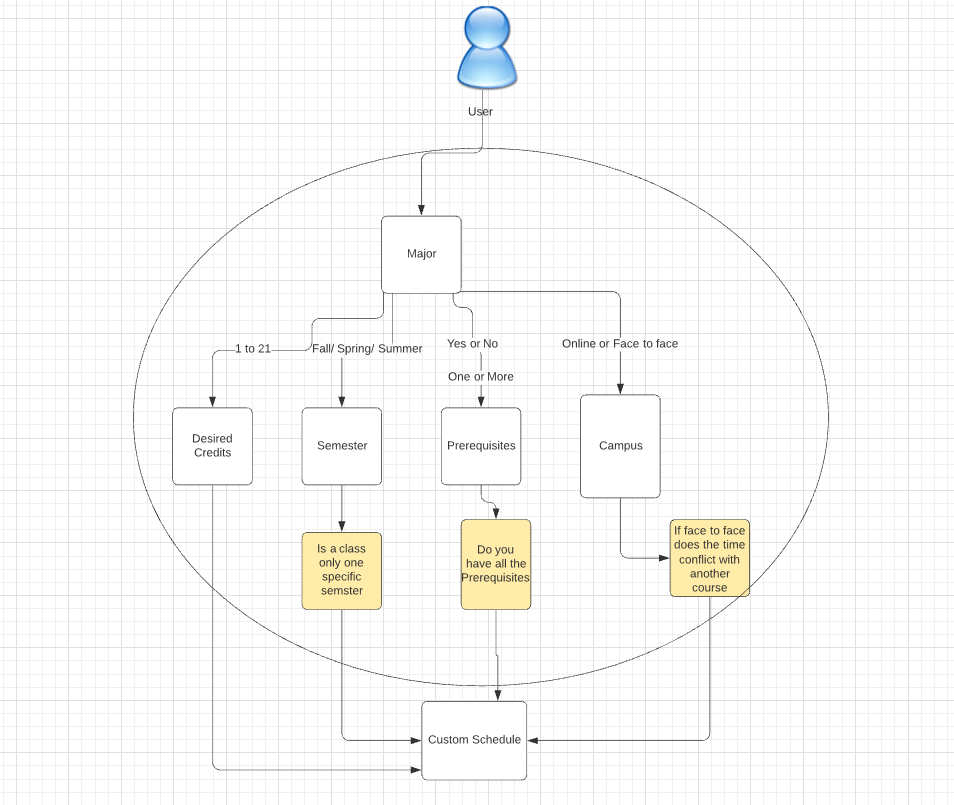 User
Major
1 to 21
Fall/ Spring/ Summer
Yes or No
One or More
Online or Face to face
Desired
Credits
Semester
Prerequisites
Campus
Is a class
only one
specific
semster
Do you
have all the
Prerequisites
If face to face
does the time
conflict with
another
course
Custom Schedule